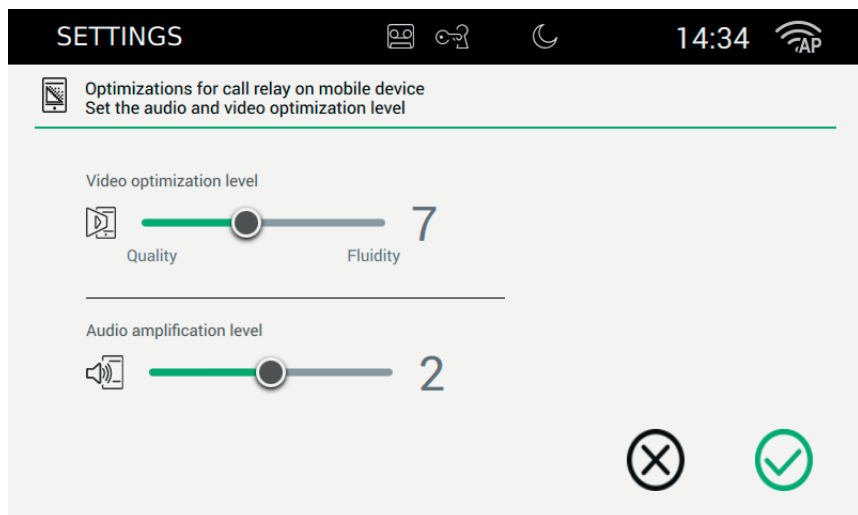 SETTINGS
14:34
AP
Optimizations for call relay on mobile device
Set the audio and video optimization level
Video optimization level
7
Quality
Fluidity
Audio amplification level
2